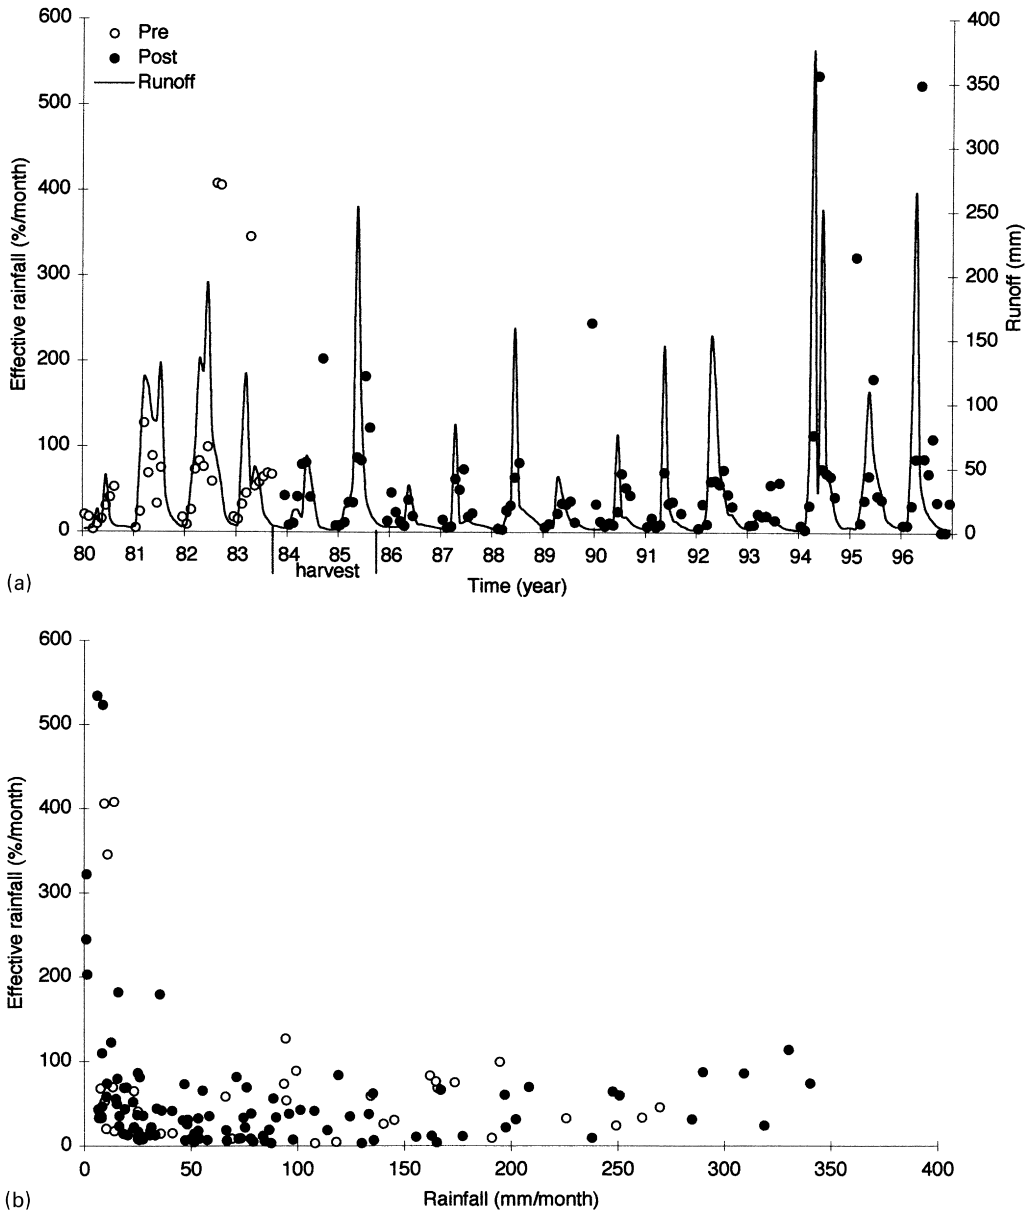 600
500
400
300
200
100
0
Effective rainfall (%/month)
Pre
Post
Runoff
400
350
300
250
200
150
100
50
0
Runoff (mm)
80 81 82 83 84 85 86 87 88 89 90 91 92 93 94 95 96
harvest
Time (year)
(a)
600
500
400
300
200
100
0
Effective rainfall (%/month)
0 50 100 150 200 250 300 350 400
Rainfall (mm/month)
(b)